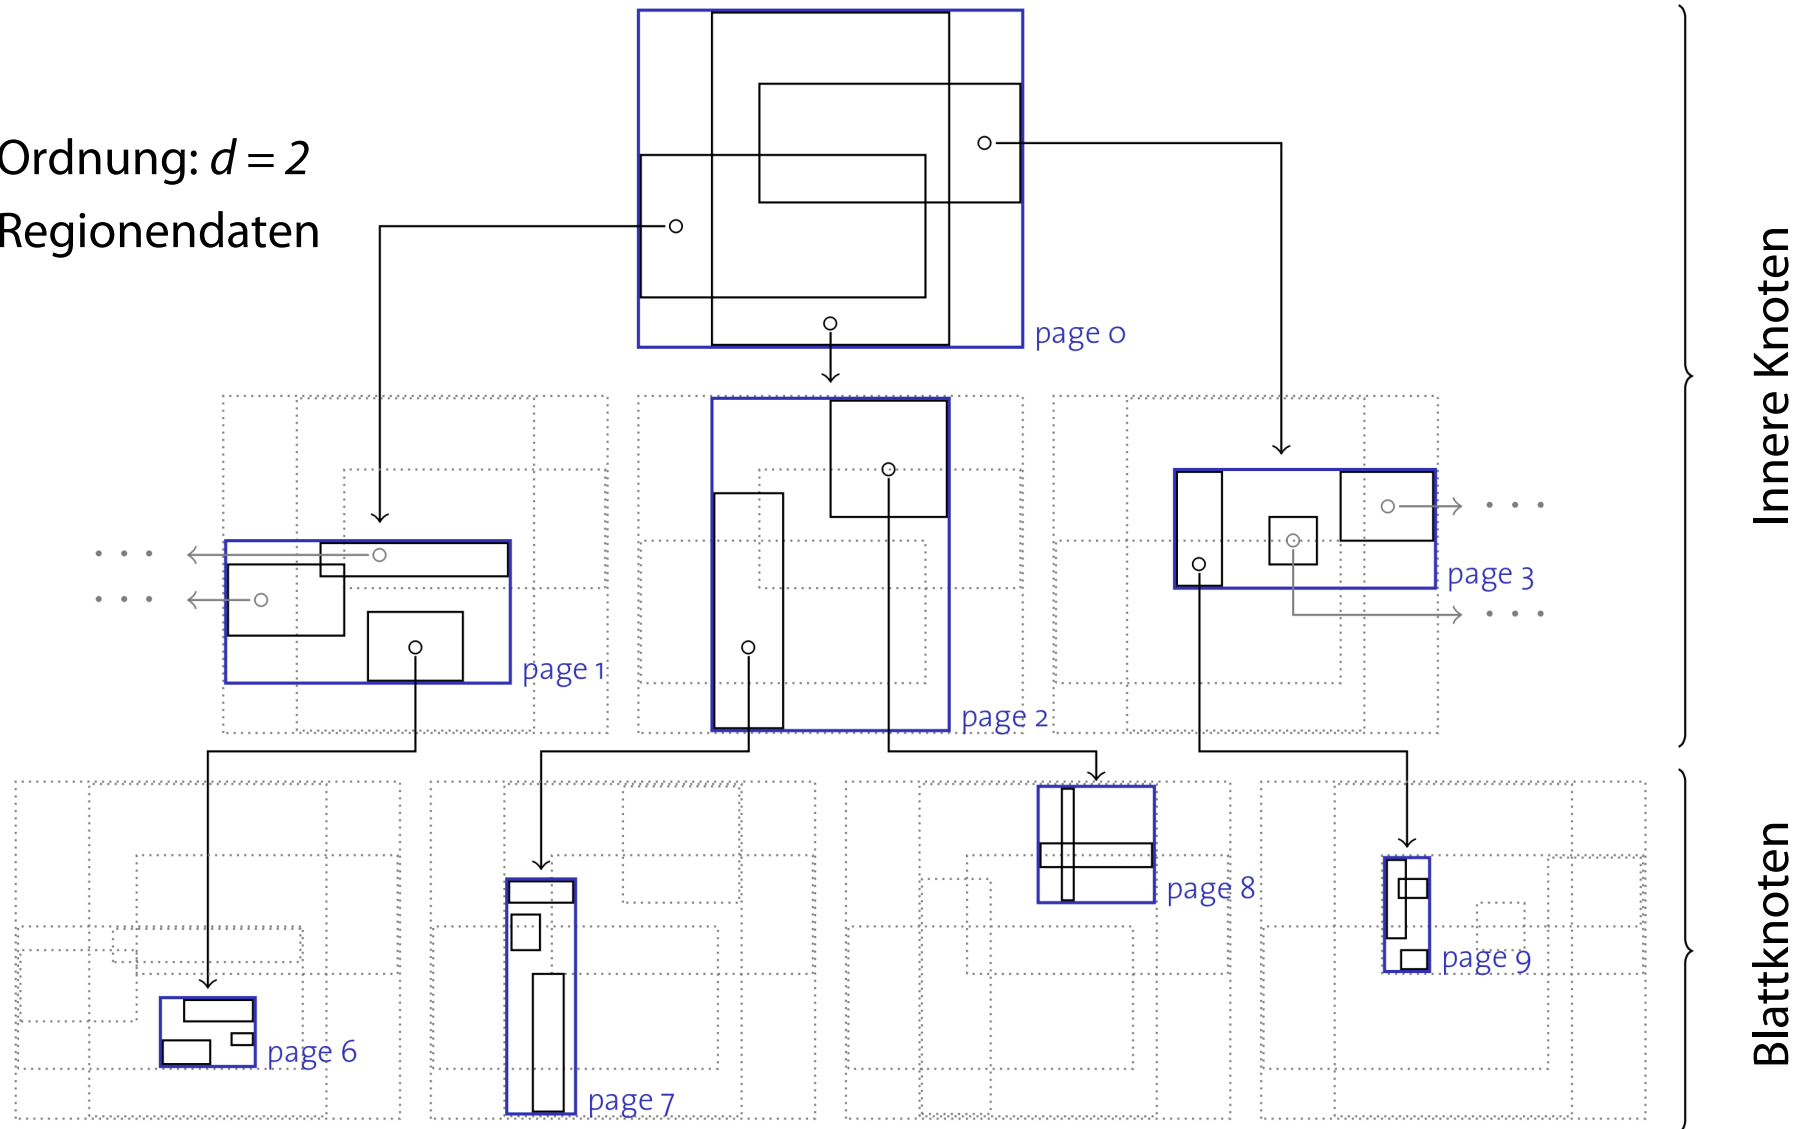 Ordnung: d = 2
Regionendaten
page 0
page 1
page 2
page 3
page 6
page 7
page 8
page 9
Innere Knoten
Blattknoten